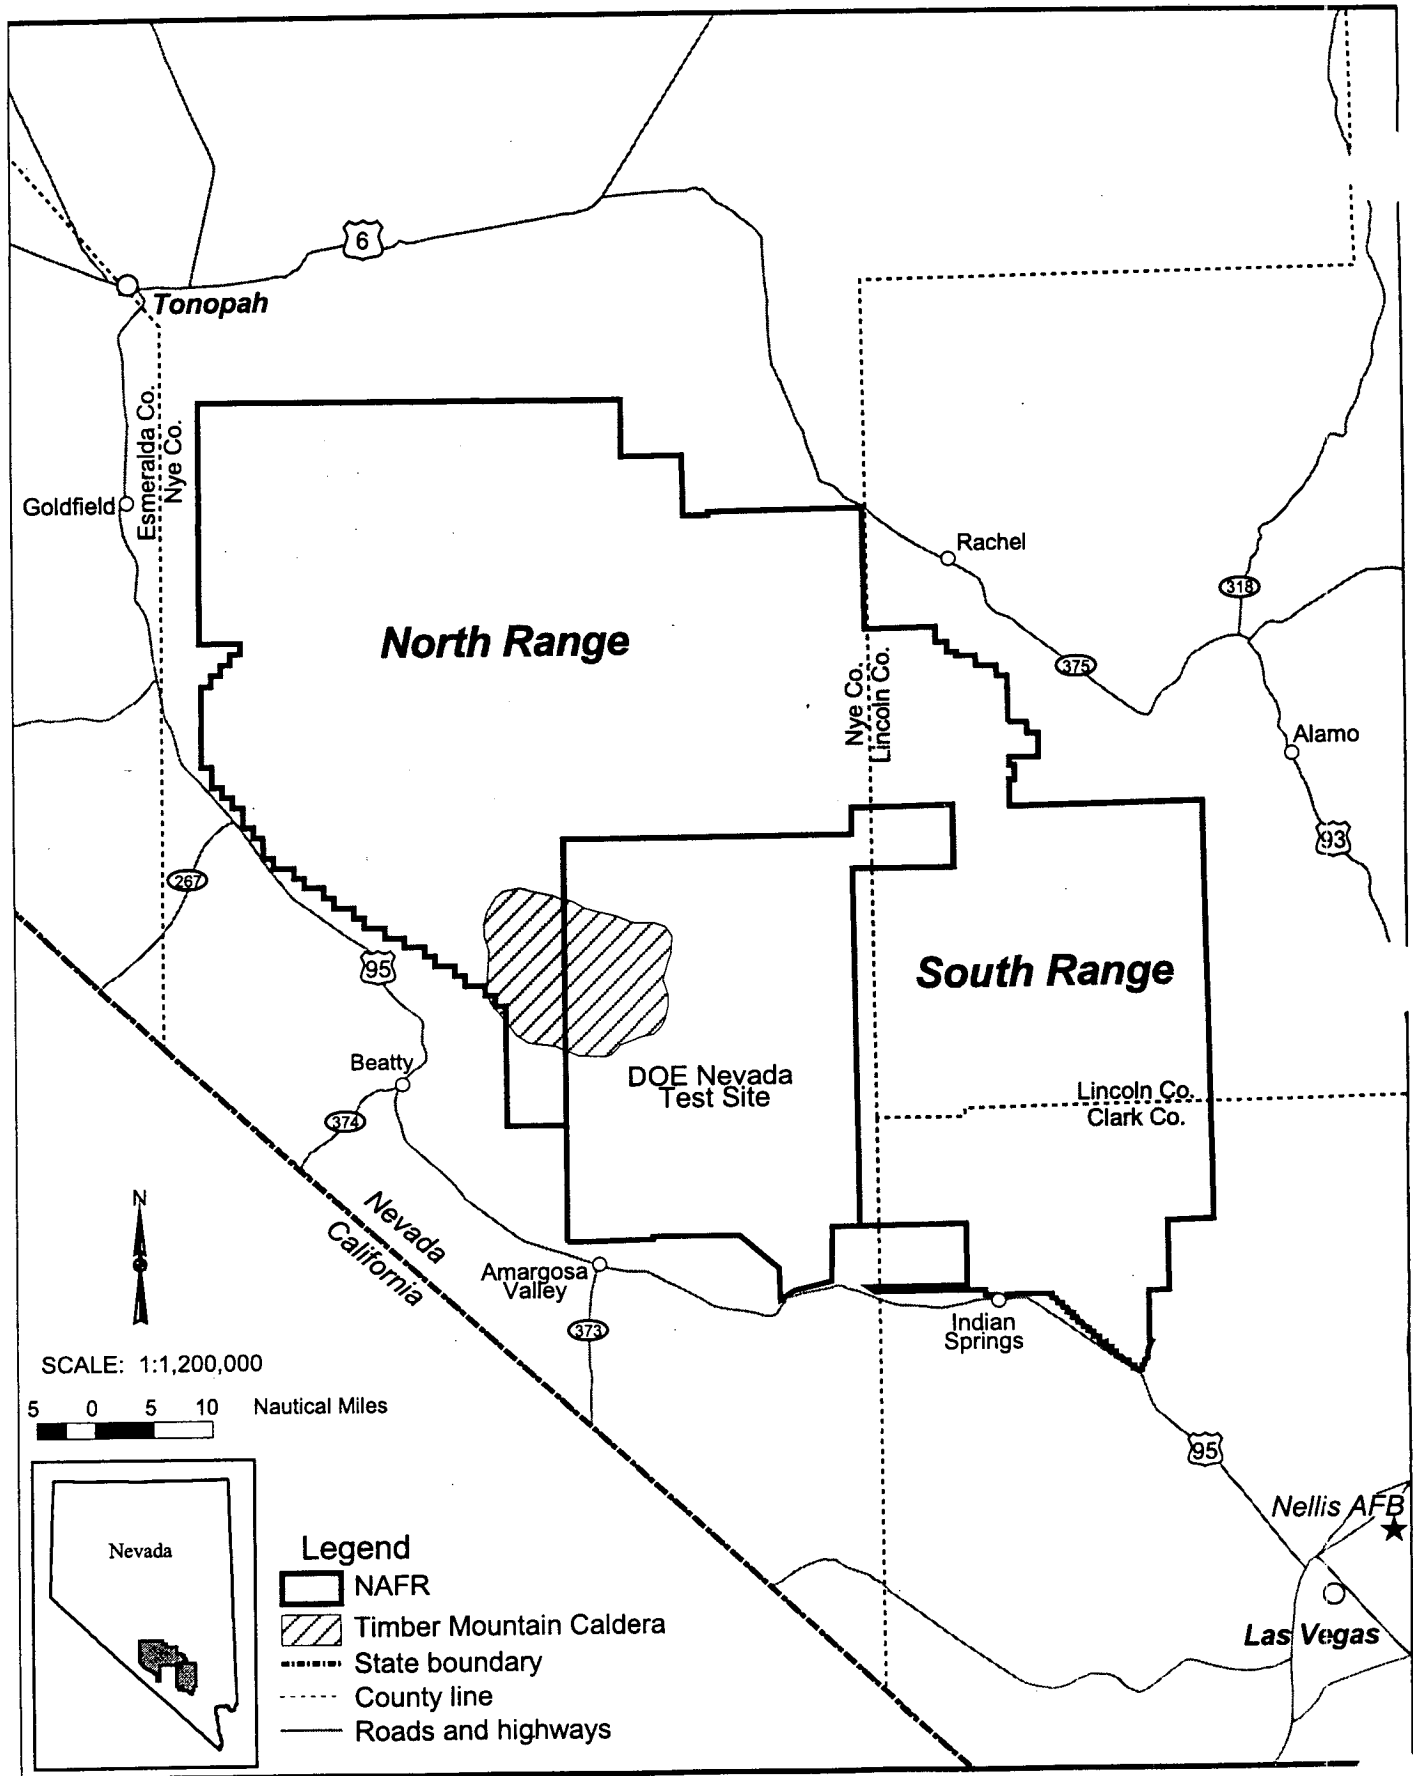 6
Tonopah
Esmeralda Co.
Nye Co.
Goldfield
Rachel
318
North Range
375
Nye Co.
Lincoln Co.
Alamo
93
267
95
South Range
Beatty
DOE Nevada
Test Site
Lincoln Co.
Clark Co.
374
N
Nevada
California
Amargosa
Valley
373
Indian
Springs
SCALE: 1:1,200,000
5 0 5 10 Nautical Miles
95
Nellis AFB
Las Vegas
Nevada
Legend
NAFR
Timber Mountain Caldera
State boundary
County line
Roads and highways